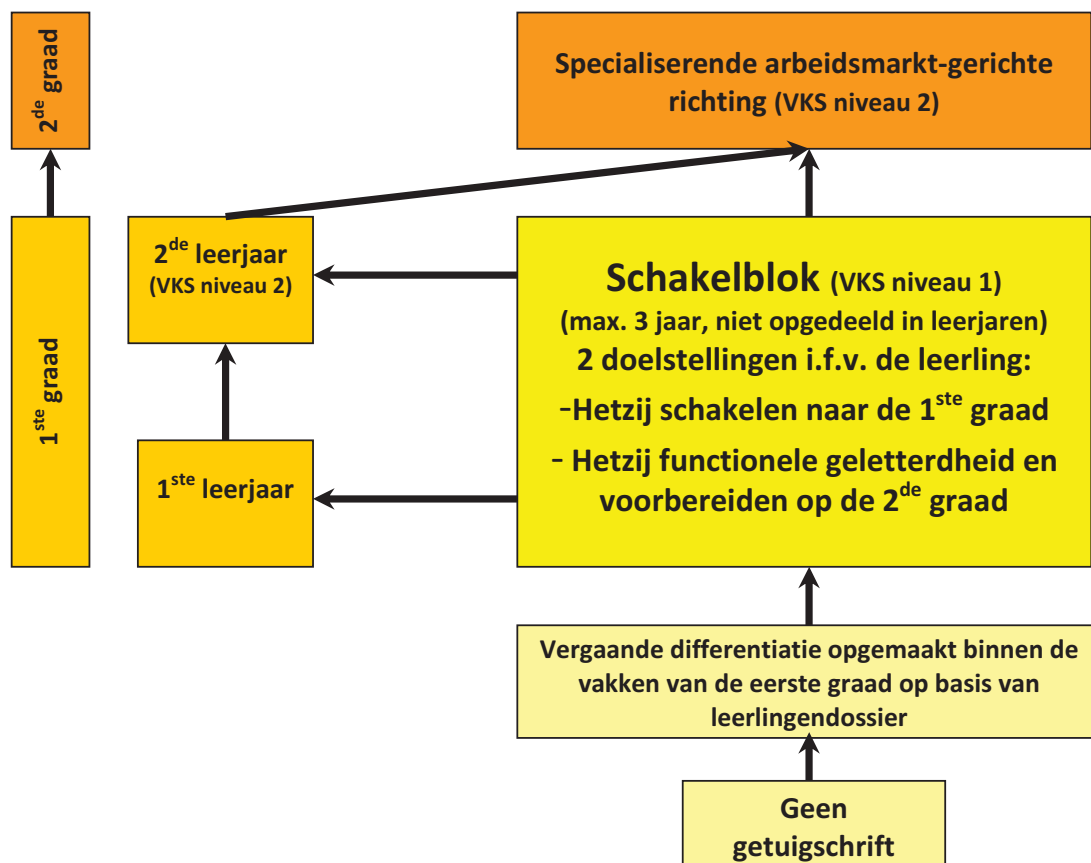 2de graad
Specialiserende arbeidsmarkt-gerichte
richting (VKS niveau 2)
1ste graad
2de leerjaar
(VKS niveau 2)
1ste leerjaar
Schakelblok (VKS niveau 1)
(max. 3 jaar, niet opgedeeld in leerjaren)
2 doelstellingen i.f.v. de leerling:
-Hetzij schakelen naar de 1ste graad
- Hetzij functionele geletterdheid en
voorbereiden op de 2de graad
Vergaande differentiatie opgemaakt binnen de
vakken van de eerste graad op basis van
leerlingendossier
Geen
getuigschrift